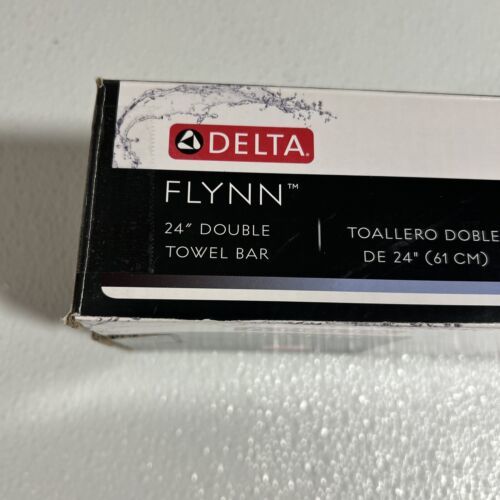 DELTA®
FLYNN™
24″ DOUBLE
TOWEL BAR
TOALLERO DOBLE
DE 24" (61 CM)